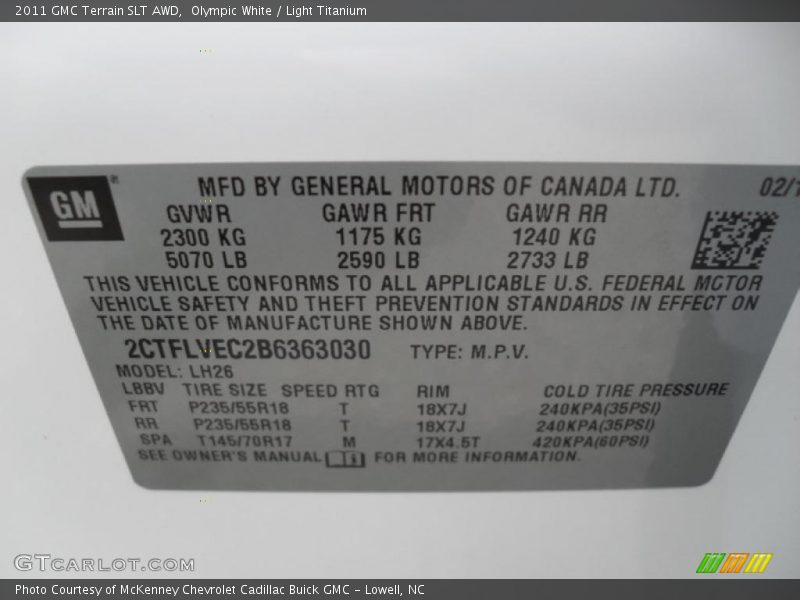 2011 GMC Terrain SLT AWD,  Olympic White / Light Titanium
GM® MFD BY GENERAL MOTORS OF CANADA LTD. 02/1
GVWR GAWR FRT GAWR RR
2300 KG 1175 KG 1240 KG
5070 LB 2590 LB 2733 LB
THIS VEHICLE CONFORMS TO ALL APPLICABLE U.S. FEDERAL MOTOR
VEHICLE SAFETY AND THEFT PREVENTION STANDARDS IN EFFECT ON
THE DATE OF MANUFACTURE SHOWN ABOVE.
2CTFLVEC2B6363030 TYPE: M.P.V.
MODEL: LH26
LBBV TIRE SIZE SPEED RTG RIM COLD TIRE PRESSURE
FRT P235/55R18 T 18X7J 240KPA(35PSI)
RR P235/55R18 T 18X7J 240KPA(35PSI)
SPA T145/70R17 M 17X4.5T 420KPA(60PSI)
SEE OWNER'S MANUAL FOR MORE INFORMATION.
GTCARLOT.COM
Photo Courtesy of McKenney Chevrolet Cadillac Buick GMC - Lowell, NC